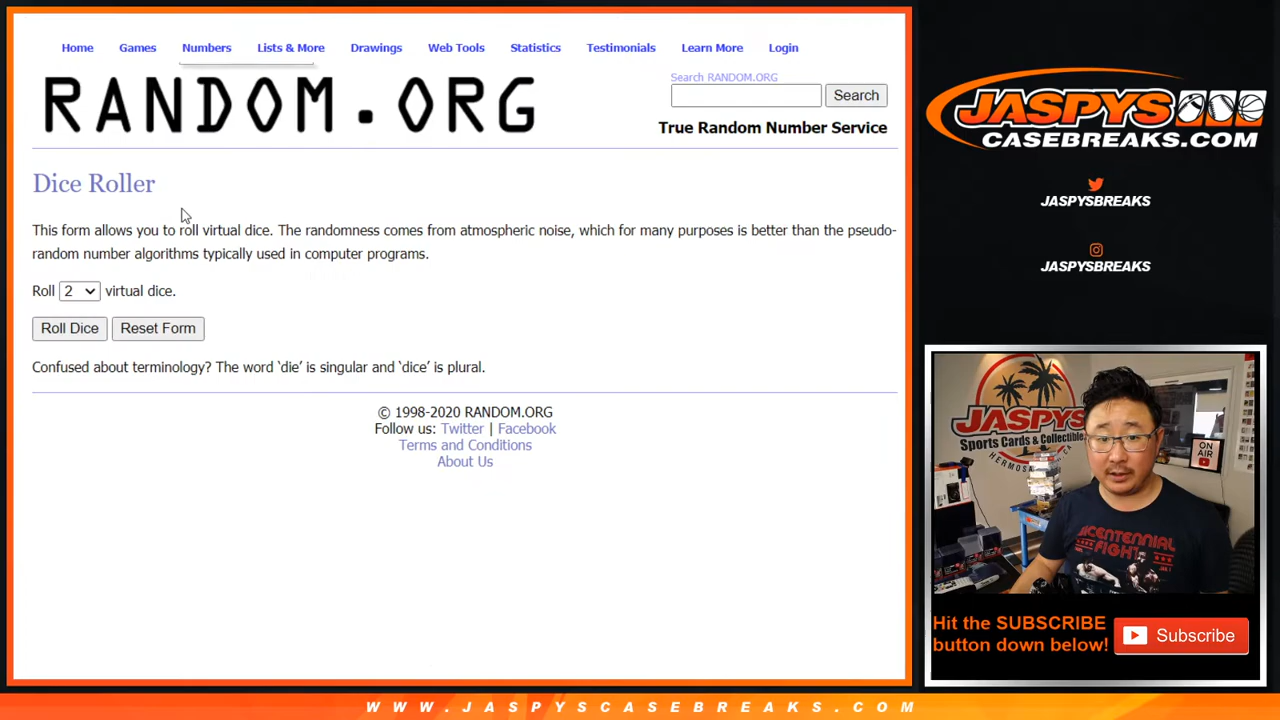 Home Games Numbers Lists & More Drawings Web Tools Statistics Testimonials Learn More Login
RANDOM.ORG
Search RANDOM.ORG
Search
True Random Number Service
Dice Roller
This form allows you to roll virtual dice. The randomness comes from atmospheric noise, which for many purposes is better than the pseudo-
random number algorithms typically used in computer programs.
Roll 2 virtual dice.
Roll Dice Reset Form
Confused about terminology? The word ‘die’ is singular and ‘dice’ is plural.
© 1998-2020 RANDOM.ORG
Follow us: Twitter | Facebook
Terms and Conditions
About Us
JASPYS
CASEBREAKS.COM
JASPYSBREAKS
JASPYSBREAKS
JASPYS
Sports Cards & Collectible
HERMOSA
ON
AIR
BICENTENNIAL
FIGHT
Hit the SUBSCRIBE
button down below!
Subscribe
WWW.JASPYSCASEBREAKS.COM